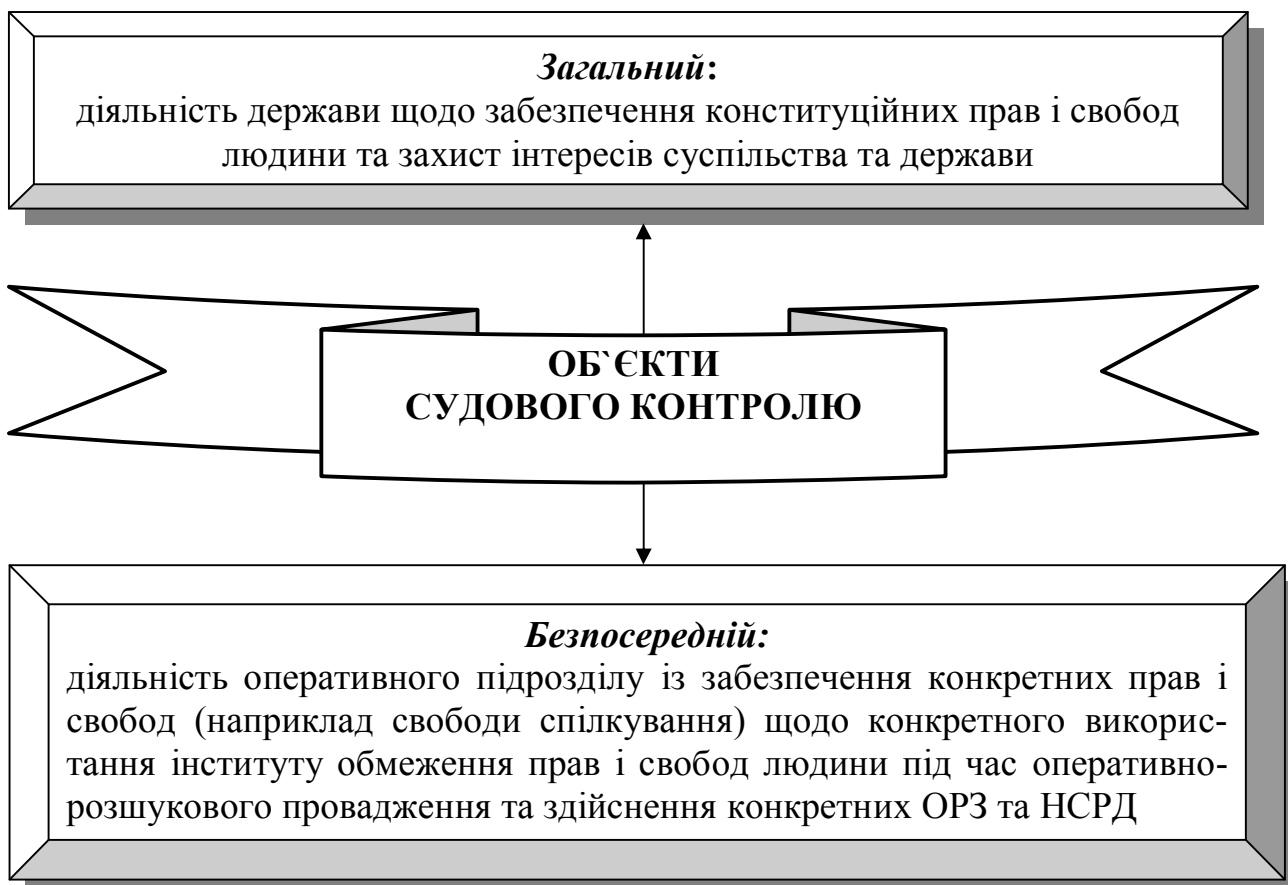 Загальний:
діяльність держави щодо забезпечення конституційних прав і свобод
людини та захист інтересів суспільства та держави
ОБ`ЄКТИ
СУДОВОГО КОНТРОЛЮ
Безпосередній:
діяльність оперативного підрозділу із забезпечення конкретних прав і
свобод (наприклад свободи спілкування) щодо конкретного викорис-
тання інституту обмеження прав і свобод людини під час оперативно-
розшукового провадження та здійснення конкретних ОРЗ та НСРД